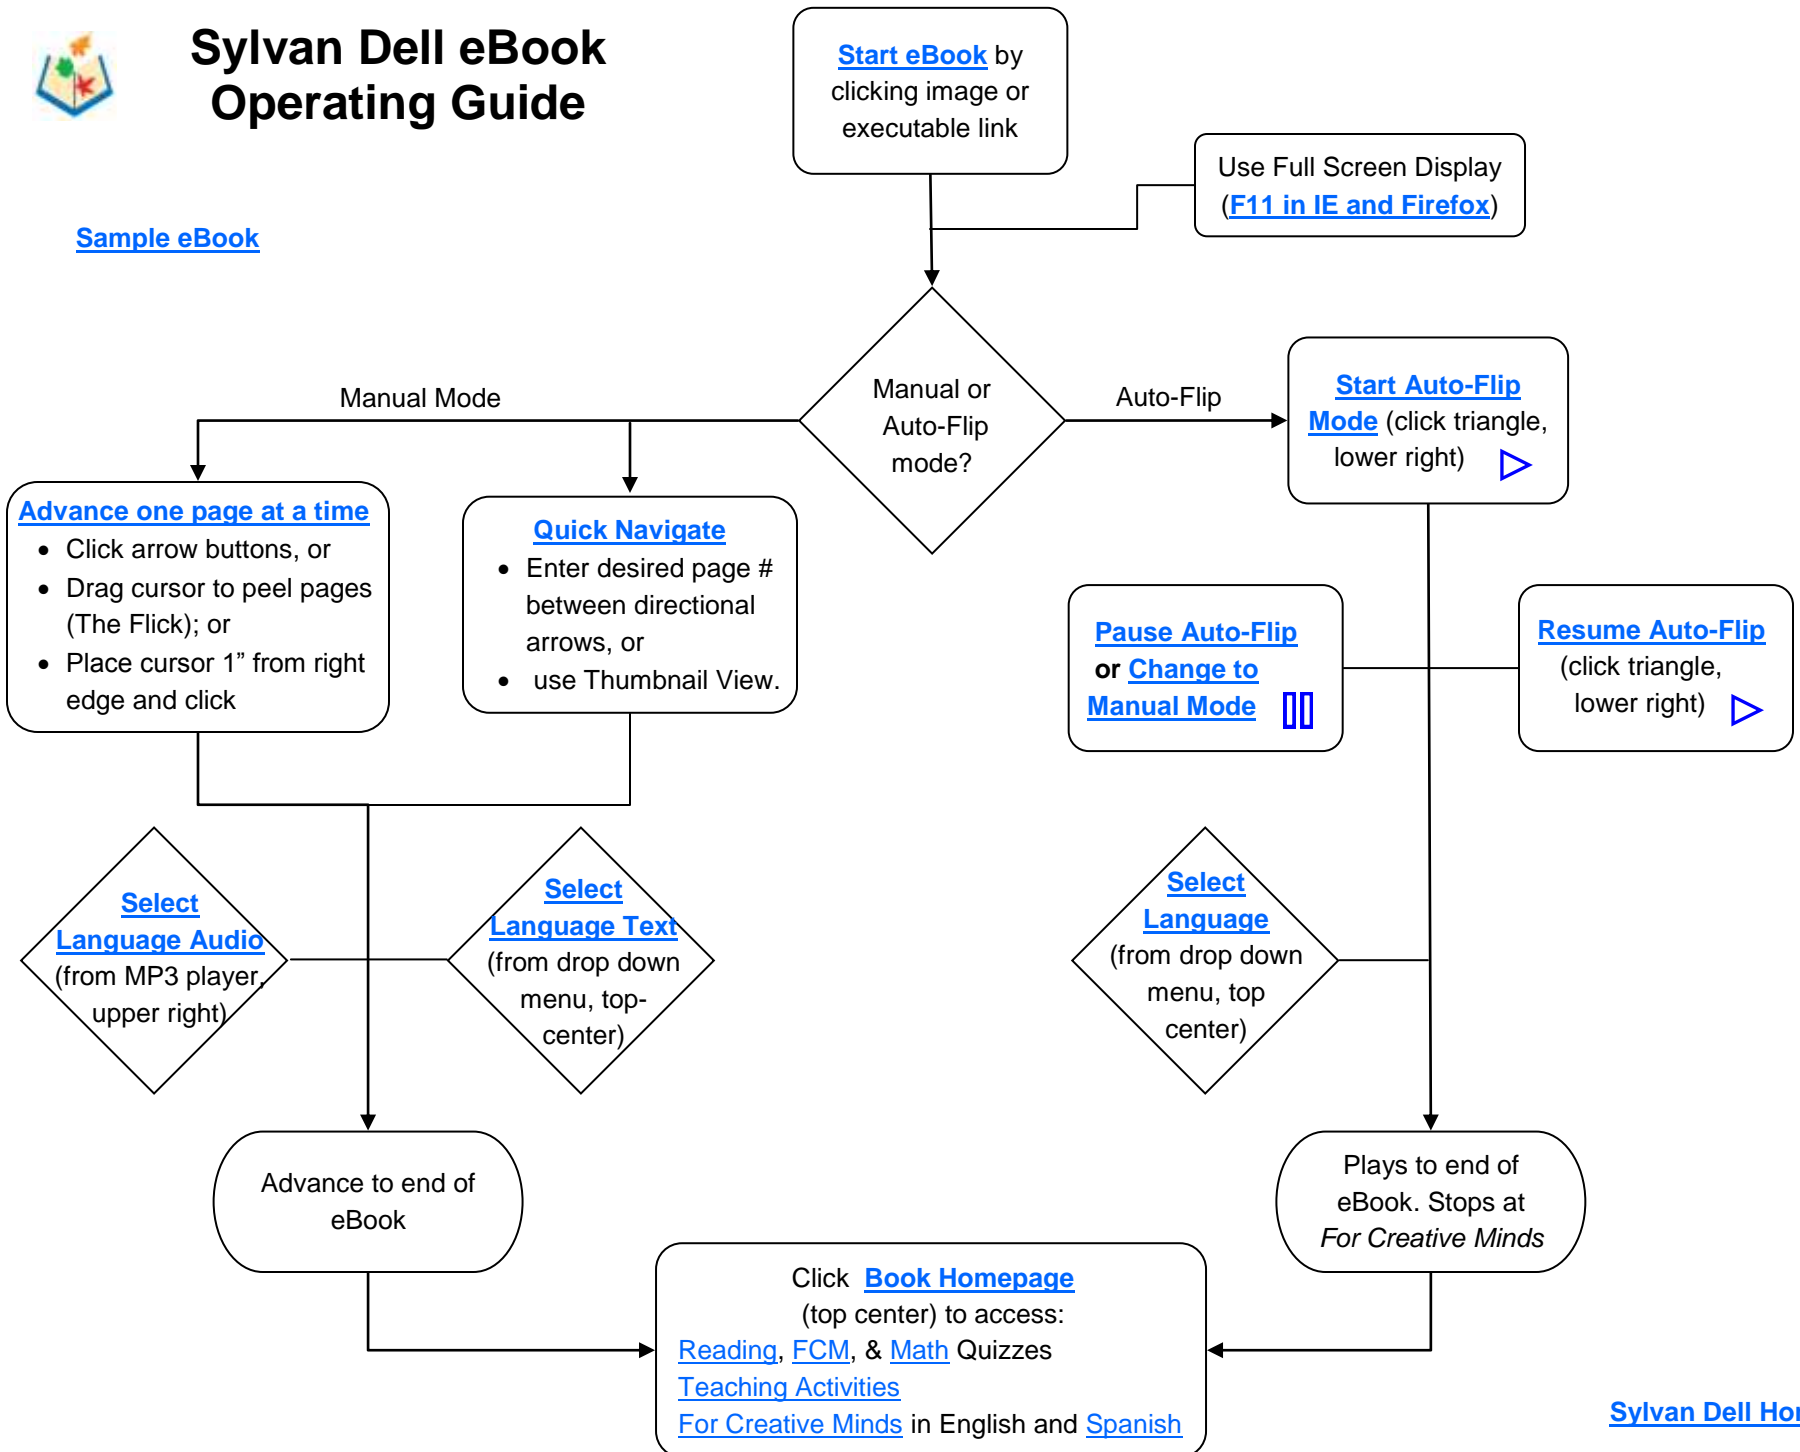 Sylvan Dell eBook
Operating Guide
Sample eBook
Start eBook by
clicking image or
executable link
Use Full Screen Display
(F11 in IE and Firefox)
Manual or
Auto-Flip
mode?
Manual Mode
Auto-Flip
Start Auto-Flip
Mode (click triangle,
lower right)
Advance one page at a time
• Click arrow buttons, or
• Drag cursor to peel pages
(The Flick); or
• Place cursor 1” from right
edge and click
Quick Navigate
• Enter desired page #
between directional
arrows, or
• use Thumbnail View.
Pause Auto-Flip
or Change to
Manual Mode
Resume Auto-Flip
(click triangle,
lower right)
Select
Language Audio
(from MP3 player,
upper right)
Select
Language Text
(from drop down
menu, top-
center)
Select
Language
(from drop down
menu, top
center)
Advance to end of
eBook
Plays to end of
eBook. Stops at
For Creative Minds
Click Book Homepage
(top center) to access:
Reading, FCM, & Math Quizzes
Teaching Activities
For Creative Minds in English and Spanish
Sylvan Dell